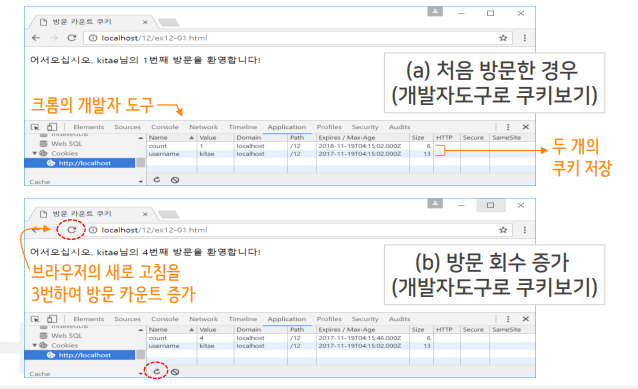 방문 카운트 쿠키
localhost/12/ex12-01.html
어서오십시오. kitae님의 1번째 방문을 환영합니다!
(a) 처음 방문한 경우
(개발자도구로 쿠키보기)
크롬의 개발자 도구
Elements Sources Console Network Timeline Application Profiles Security Audits
IndexedDB
Web SQL
Cookies
http://localhost
Cache
Name Value Domain Path Expires / Max-Age Size HTTP Secure SameSite
count 1 localhost /12 2018-11-19T04:15:02.000Z 6
username kitae localhost /12 2017-11-19T04:15:02.000Z 13
두 개의
쿠키 저장
방문 카운트 쿠키
localhost/12/ex12-01.html
어서오십시오. kitae님의 4번째 방문을 환영합니다!
(b) 방문 회수 증가
(개발자도구로 쿠키보기)
브라우저의 새로 고침을
3번하여 방문 카운트 증가
Elements Sources Console Network Timeline Application Profiles Security Audits
IndexedDB
Web SQL
Cookies
http://localhost
Cache
Name Value Domain Path Expires / Max-Age Size HTTP Secure SameSite
count 4 localhost /12 2017-11-19T04:15:46.000Z 6
username kitae localhost /12 2017-11-19T04:15:02.000Z 13